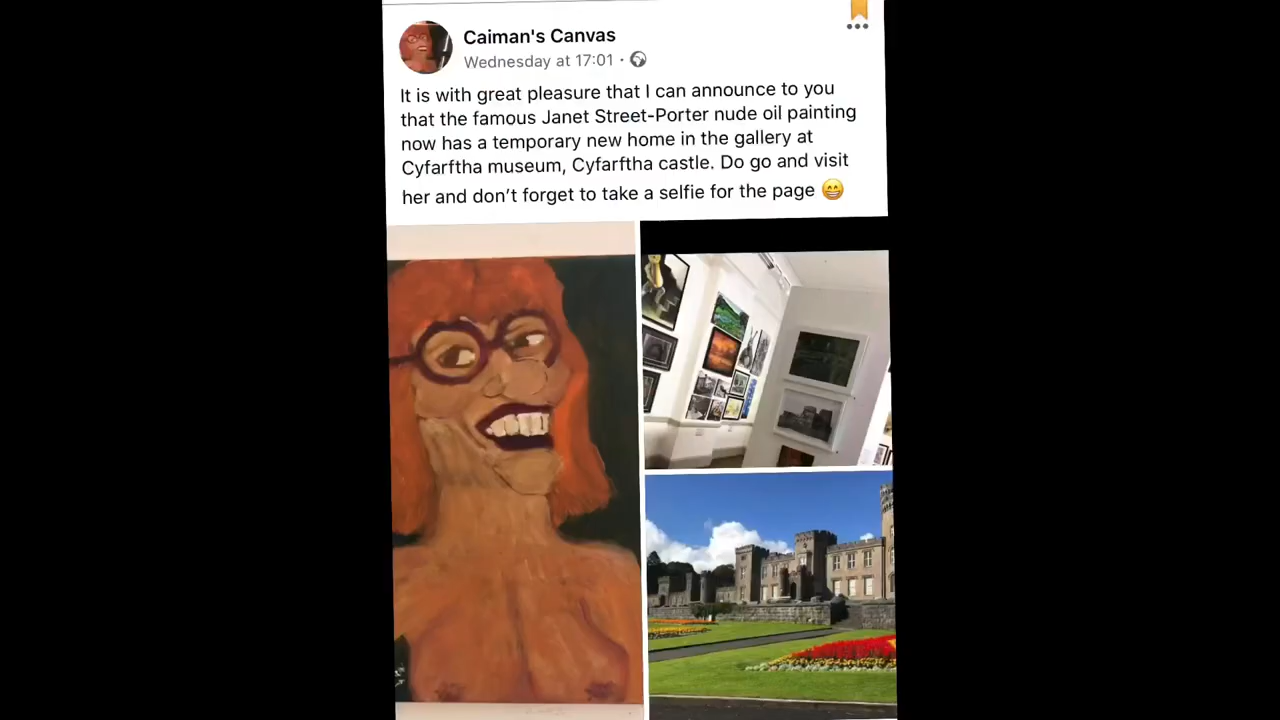 Caiman's Canvas
Wednesday at 17:01 ·
It is with great pleasure that I can announce to you
that the famous Janet Street-Porter nude oil painting
now has a temporary new home in the gallery at
Cyfarftha museum, Cyfarftha castle. Do go and visit
her and don't forget to take a selfie for the page 😁